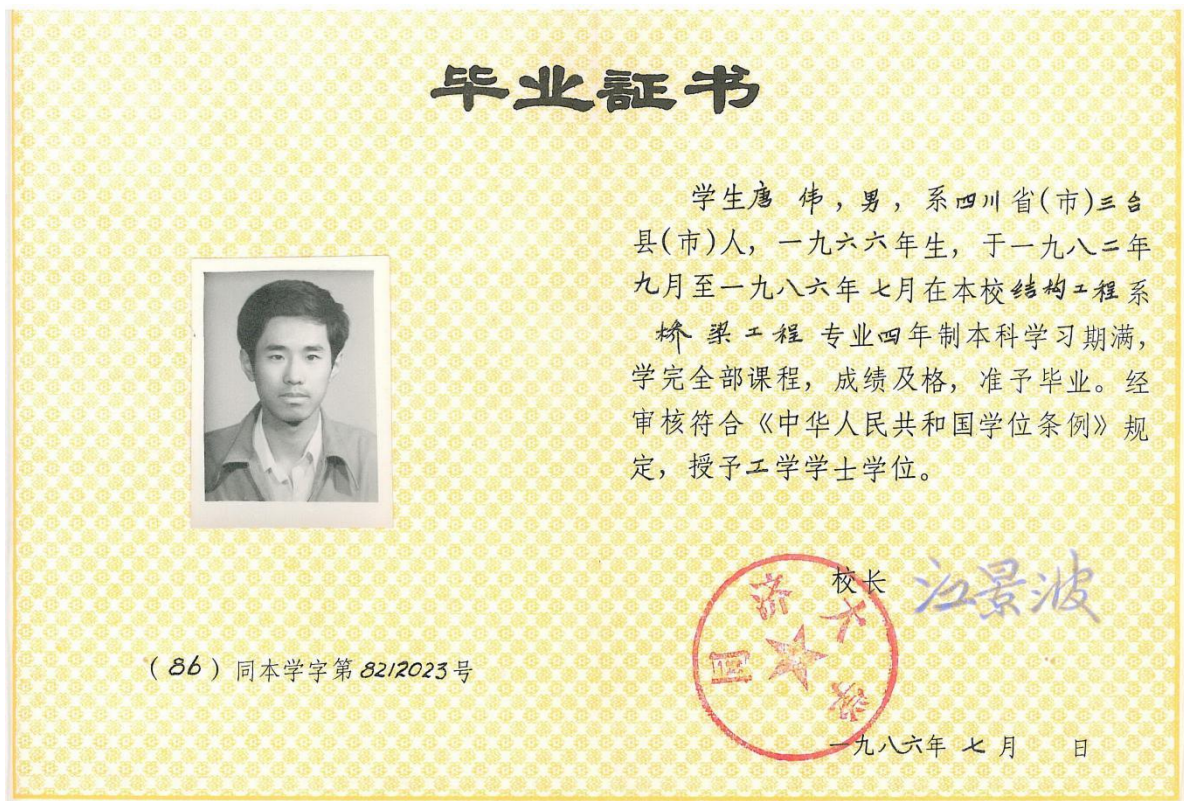 毕业証书
学生唐 伟，男，系四川省(市)三台
县(市)人，一九六六年生，于一九八二年
九月至一九八六年七月在本校结构工程系
桥梁工程 专业四年制本科学习期满，
学完全部课程，成绩及格，准予毕业。经
审核符合《中华人民共和国学位条例》规
定，授予工学学士学位。
校长 江景波
同济大学
(86) 同本学字第8212023号
一九八六年 七 月 日